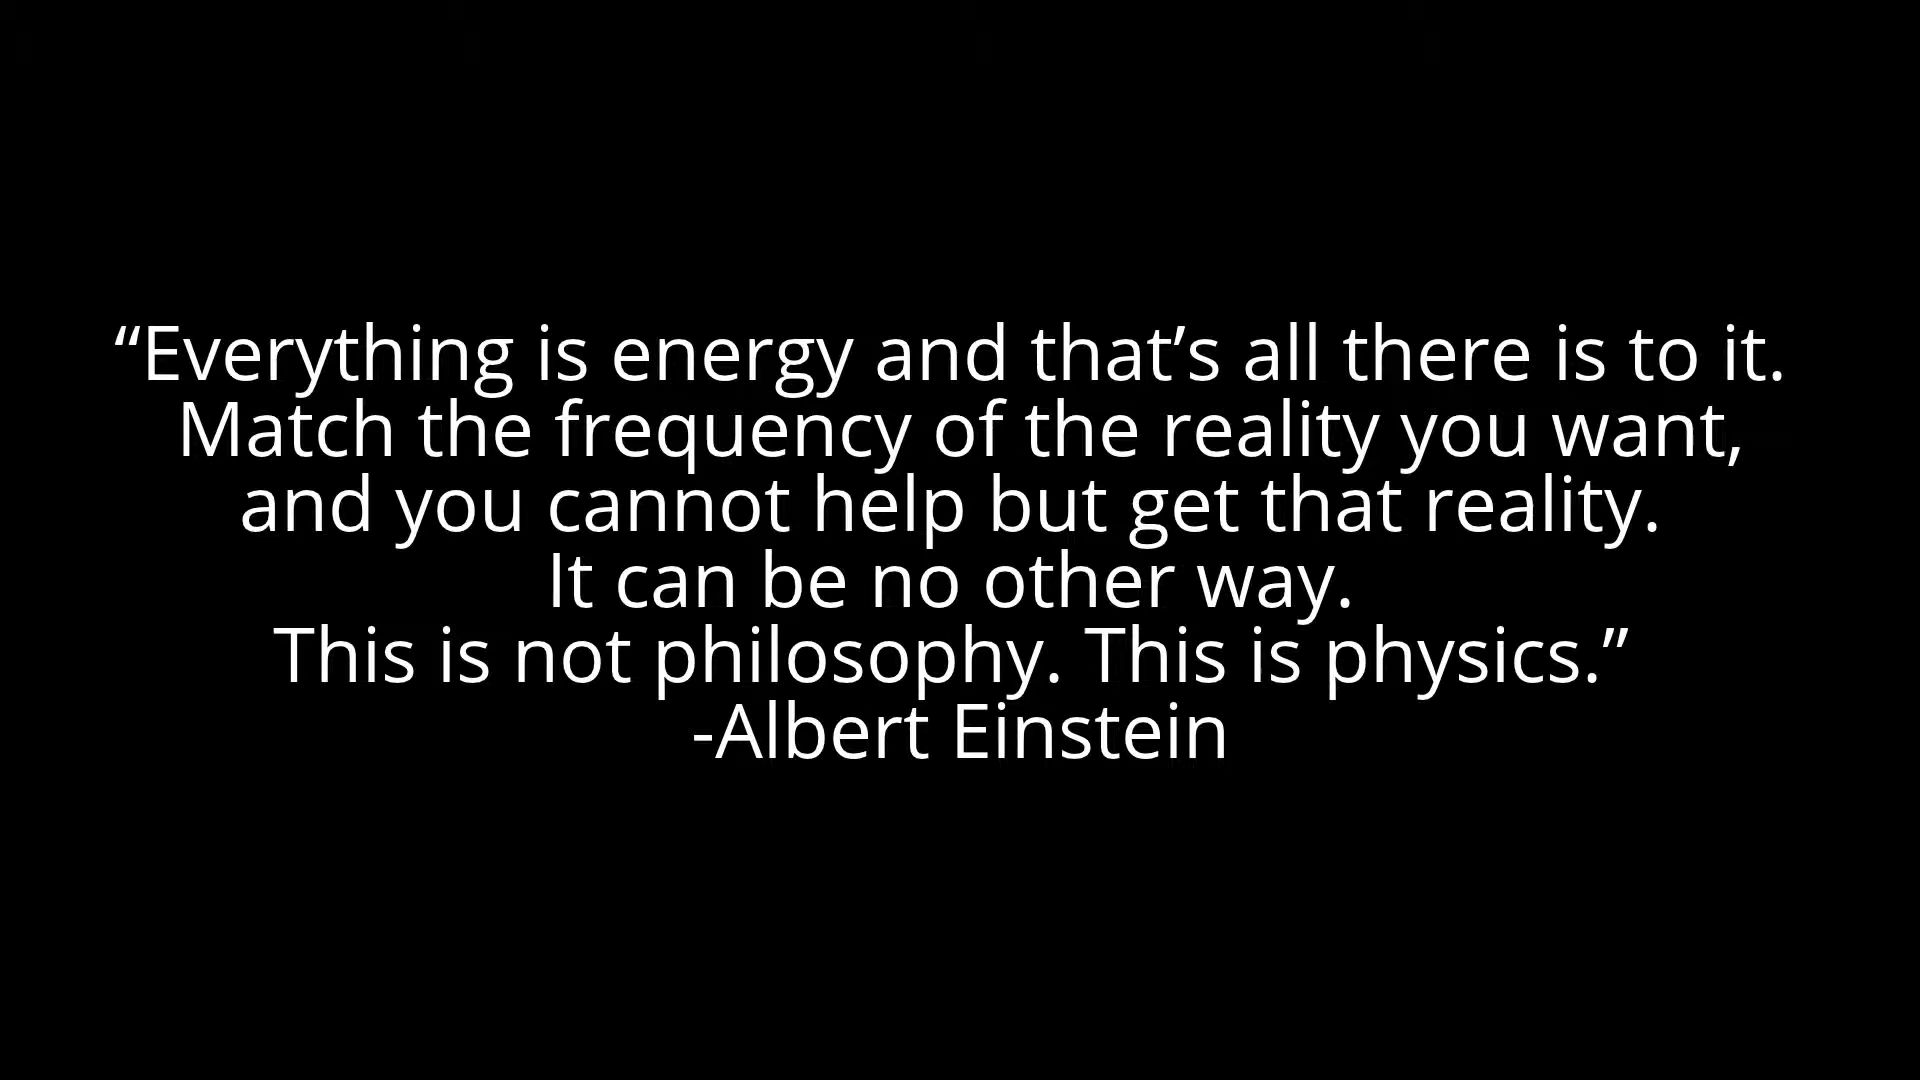 “Everything is energy and that’s all there is to it.
Match the frequency of the reality you want,
and you cannot help but get that reality.
It can be no other way.
This is not philosophy. This is physics.”
-Albert Einstein